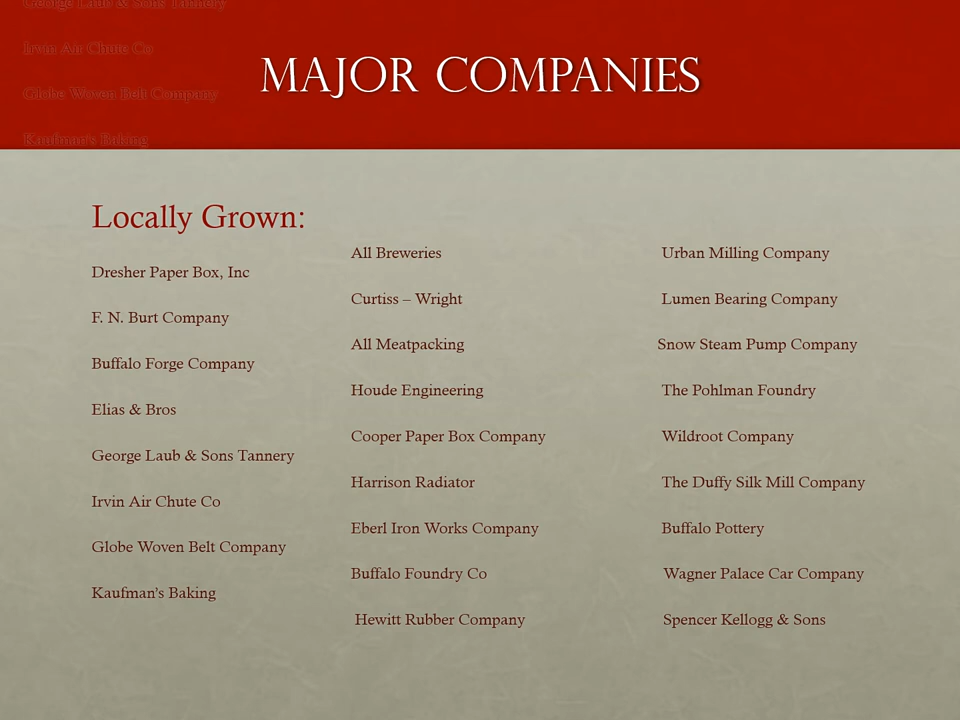 George Laub & Sons Tannery
Irvin Air Chute Co
Globe Woven Belt Company
Kaufman's Baking
MAJOR COMPANIES
Locally Grown:
Dresher Paper Box, Inc
F. N. Burt Company
Buffalo Forge Company
Elias & Bros
George Laub & Sons Tannery
Irvin Air Chute Co
Globe Woven Belt Company
Kaufman's Baking
All Breweries
Curtiss – Wright
All Meatpacking
Houde Engineering
Cooper Paper Box Company
Harrison Radiator
Eberl Iron Works Company
Buffalo Foundry Co
Hewitt Rubber Company
Urban Milling Company
Lumen Bearing Company
Snow Steam Pump Company
The Pohlman Foundry
Wildroot Company
The Duffy Silk Mill Company
Buffalo Pottery
Wagner Palace Car Company
Spencer Kellogg & Sons